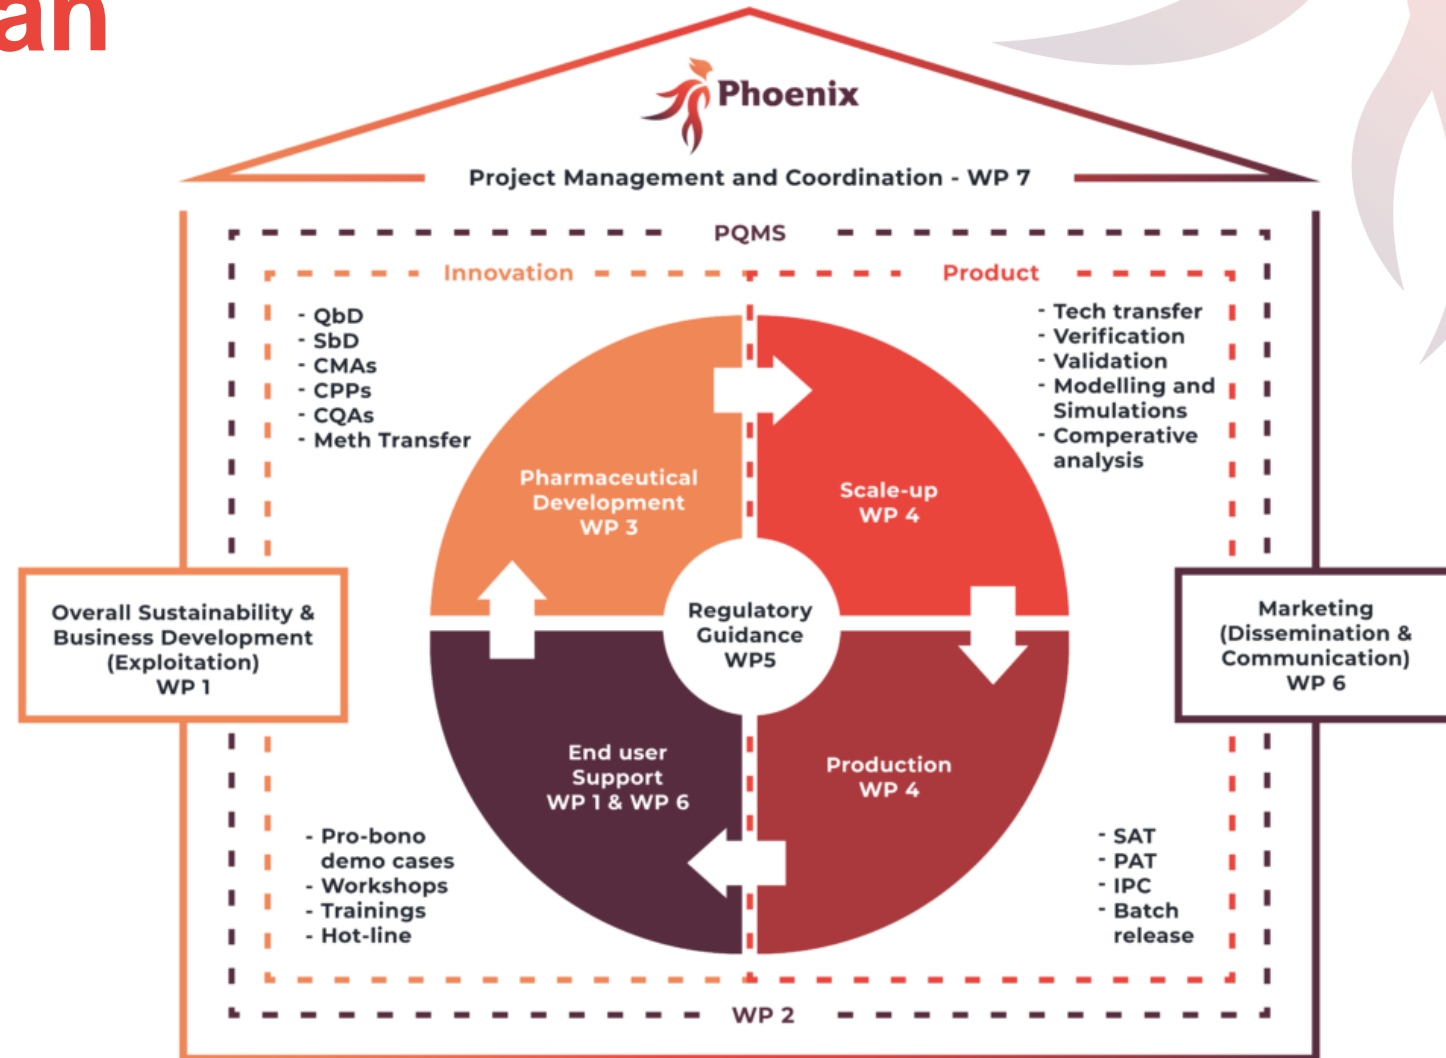 an
Phoenix
Project Management and Coordination - WP 7
PQMS
Innovation
Product
- QbD
- SbD
- CMAs
- CPPs
- CQAs
- Meth Transfer
- Tech transfer
- Verification
- Validation
- Modelling and
Simulations
- Comperative
analysis
Pharmaceutical
Development
WP 3
Scale-up
WP 4
Overall Sustainability &
Business Development
(Exploitation)
WP 1
Regulatory
Guidance
WP5
Marketing
(Dissemination &
Communication)
WP 6
End user
Support
WP 1 & WP 6
Production
WP 4
- Pro-bono
demo cases
- Workshops
- Trainings
- Hot-line
- SAT
- PAT
- IPC
- Batch
release
WP 2